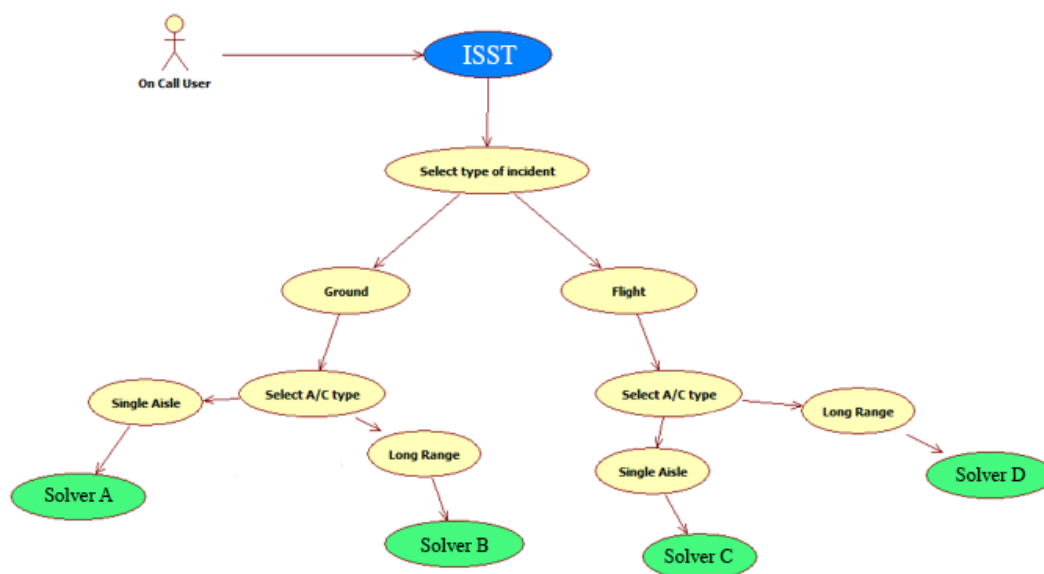 ISST
On Call User
Select type of incident
Ground
Flight
Single Aisle
Select A/C type
Select A/C type
Long Range
Long Range
Single Aisle
Solver A
Solver D
Solver B
Solver C